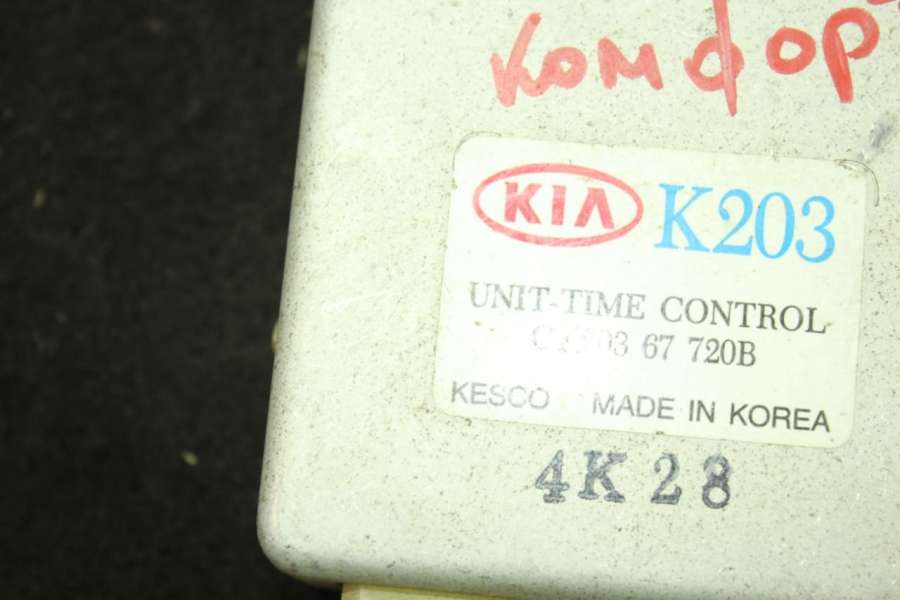 комфор
KIA K203
UNIT-TIME CONTROL
67 720B
KESCO MADE IN KOREA
4K28